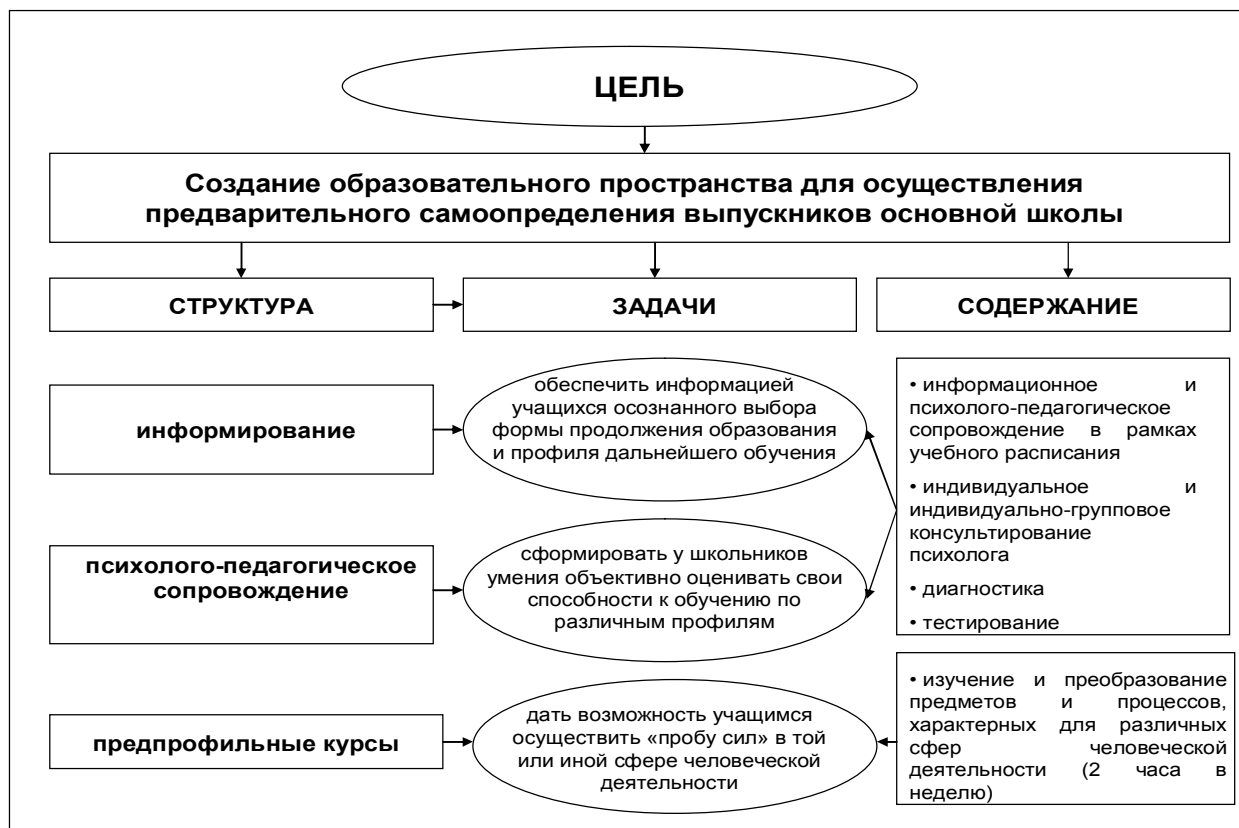 ЦЕЛЬ
Создание образовательного пространства для осуществления
предварительного самоопределения выпускников основной школы
СТРУКТУРА
ЗАДАЧИ
СОДЕРЖАНИЕ
информирование
обеспечить информацией
учащихся осознанного выбора
формы продолжения образования
и профиля дальнейшего обучения
• информационное и
психолого-педагогическое
сопровождение в рамках
учебного расписания
• индивидуальное и
индивидуально-групповое
консультирование
психолога
• диагностика
• тестирование
психолого-педагогическое
сопровождение
сформировать у школьников
умения объективно оценивать свои
способности к обучению по
различным профилям
предпрофильные курсы
дать возможность учащимся
осуществить «пробу сил» в той
или иной сфере человеческой
деятельности
• изучение и преобразование
предметов и процессов,
характерных для различных
сфер человеческой
деятельности (2 часа в
неделю)